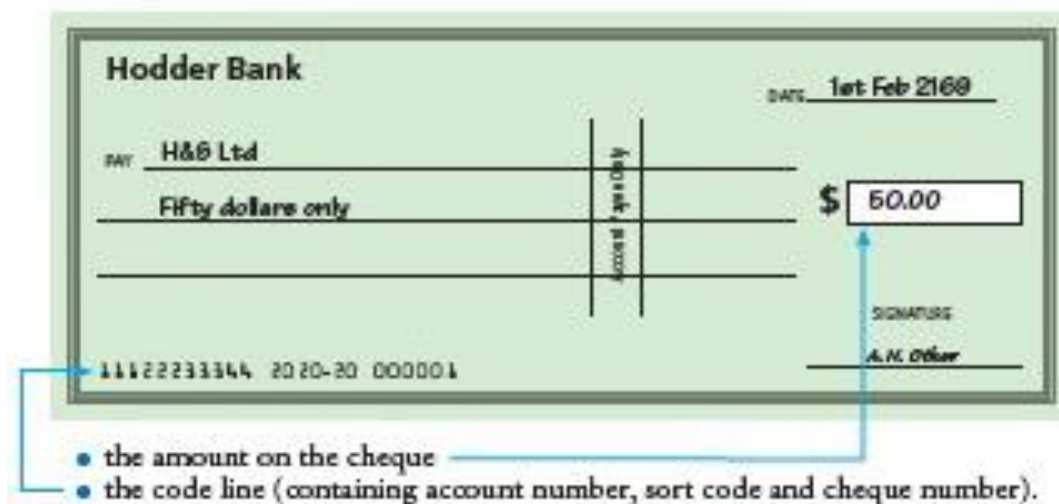 Hodder Bank
DATE 1st Feb 2169
PAY H&G Ltd
Fifty dollars only
Account Payee Only
$ 50.00
SIGNATURE
A. N. Other
11122233344 2020-20 000001
• the amount on the cheque
• the code line (containing account number, sort code and cheque number).